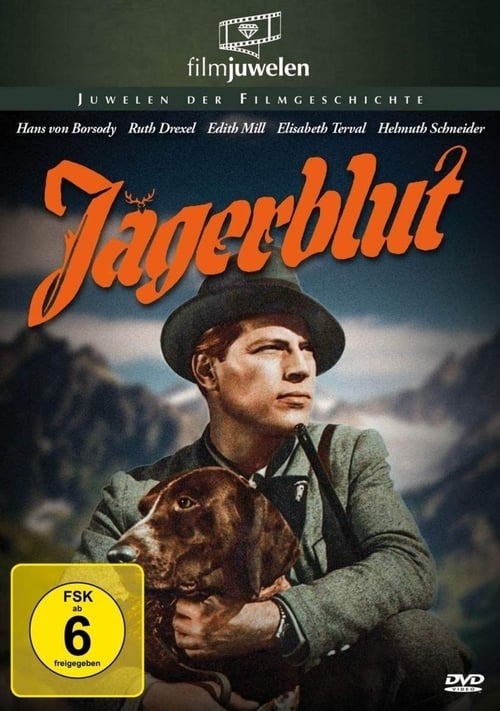 filmjuwelen
JUWELEN DER FILMGESCHICHTE
Hans von Borsody Ruth Drexel Edith Mill Elisabeth Terval Helmuth Schneider
Jägerblut
FSK
ab
6
freigegeben
DVD
VIDEO